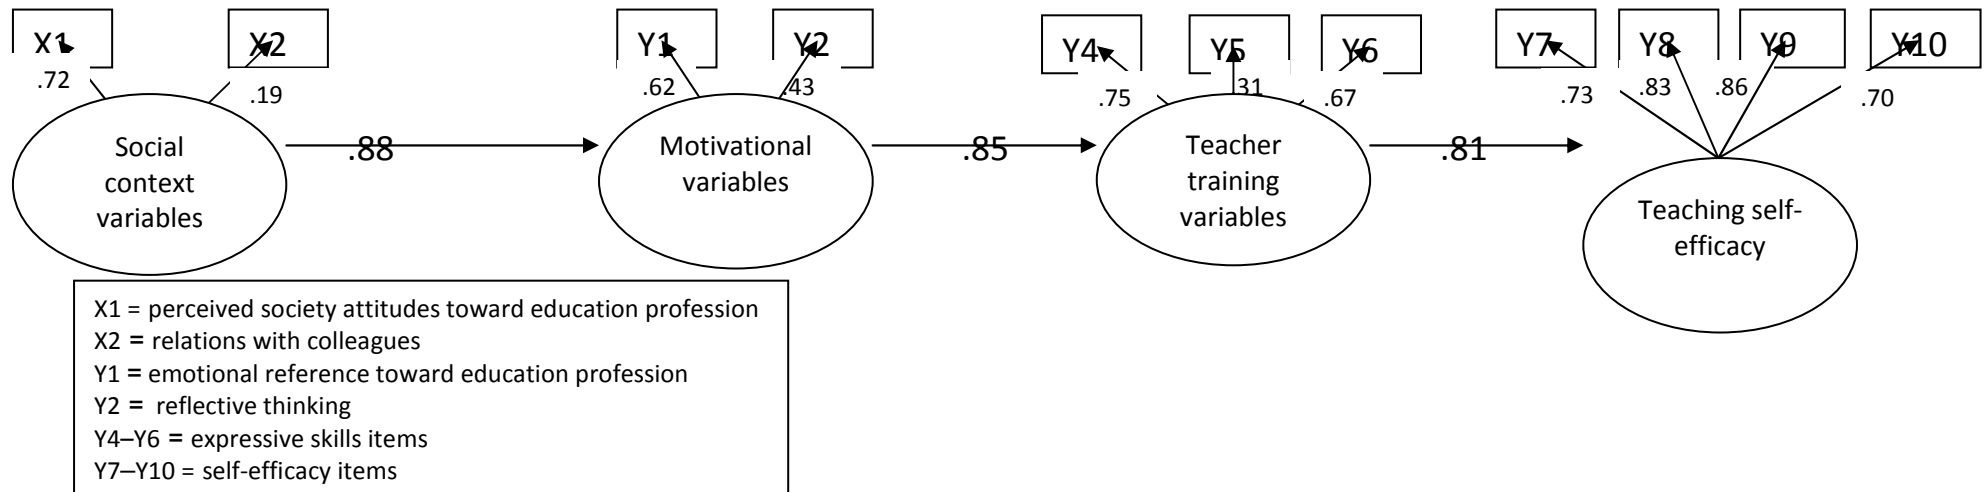 X1 X2 Y1 Y2 Y4 Y5 Y6 Y7 Y8 Y9 Y10
.72 .19 .62 .43 .75 .31 .67 .73 .83 .86 .70
.88 .85 .81
Social
context
variables
Motivational
variables
Teacher
training
variables
Teaching self-
efficacy
X1 = perceived society attitudes toward education profession
X2 = relations with colleagues
Y1 = emotional reference toward education profession
Y2 = reflective thinking
Y4–Y6 = expressive skills items
Y7–Y10 = self-efficacy items